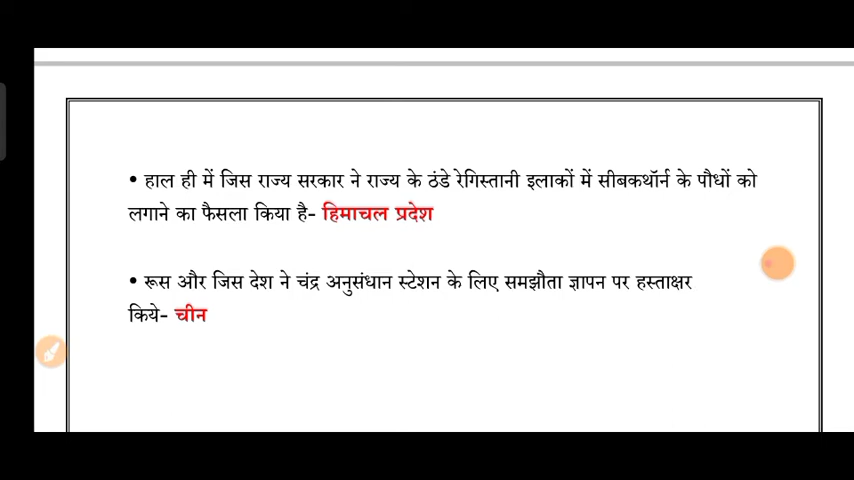 • हाल ही में जिस राज्य सरकार ने राज्य के ठंडे रेगिस्तानी इलाकों में सीबकथॉर्न के पौधों को
लगाने का फैसला किया है- हिमाचल प्रदेश
• रूस और जिस देश ने चंद्र अनुसंधान स्टेशन के लिए समझौता ज्ञापन पर हस्ताक्षर
किये- चीन